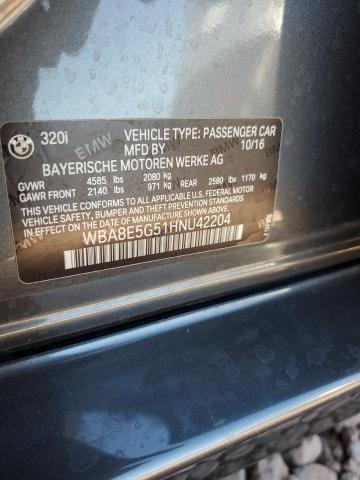 BMW 320i VEHICLE TYPE: PASSENGER CAR
MFD BY 10/16
BAYERISCHE MOTOREN WERKE AG
GVWR 4585 lbs 2080 kg
GAWR FRONT 2140 lbs 971 kg REAR 2580 lbs 1170 kg
THIS VEHICLE CONFORMS TO ALL APPLICABLE U.S. FEDERAL MOTOR
VEHICLE SAFETY, BUMPER, AND THEFT PREVENTION STANDARDS
IN EFFECT ON THE DATE OF MANUFACTURE SHOWN ABOVE.
WBA8E5G51HNU42204